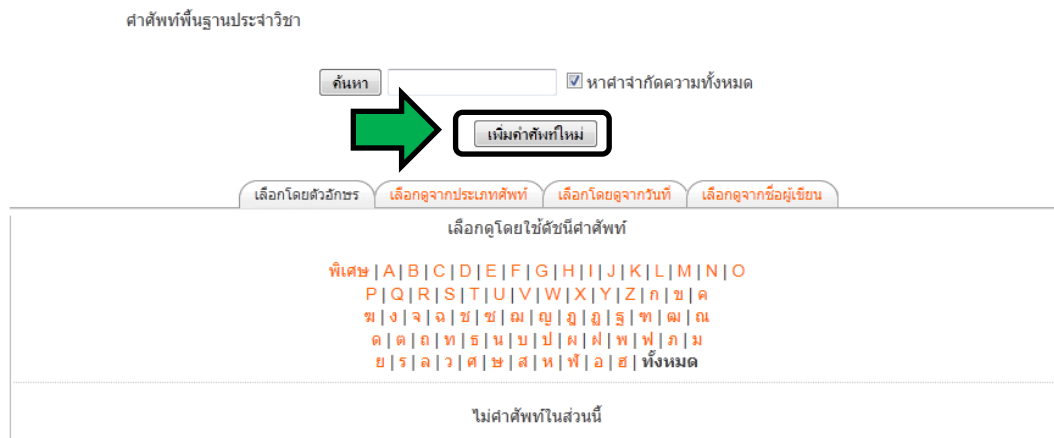 คำศัพท์พื้นฐานประจำวิชา
ค้นหา หาคำจำกัดความทั้งหมด
เพิ่มคำศัพท์ใหม่
เลือกโดยตัวอักษร เลือกดูจากประเภทศัพท์ เลือกโดยดูจากวันที่ เลือกดูจากชื่อผู้เขียน
เลือกดูโดยใช้ดัชนีคำศัพท์
พิเศษ | A | B | C | D | E | F | G | H | I | J | K | L | M | N | O
P | Q | R | S | T | U | V | W | X | Y | Z | ก | ข | ค
ฆ | ง | จ | ฉ | ช | ซ | ฌ | ญ | ฎ | ฏ | ฐ | ฑ | ฒ | ณ
ด | ต | ถ | ท | ธ | น | บ | ป | ผ | ฝ | พ | ฟ | ภ | ม
ย | ร | ล | ว | ศ | ษ | ส | ห | ฬ | อ | ฮ | ทั้งหมด
ไม่คำศัพท์ในส่วนนี้